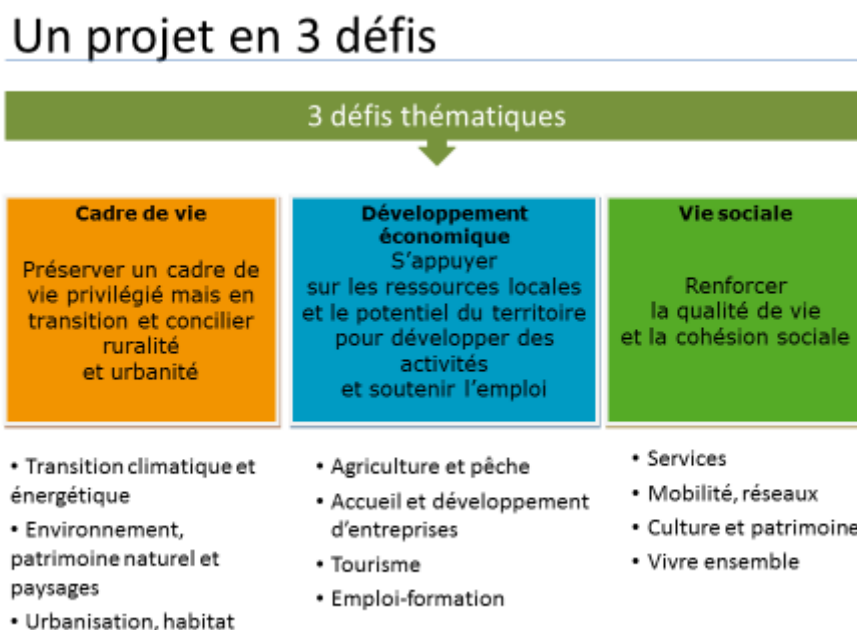 Un projet en 3 défis
3 défis thématiques
Cadre de vie
Préserver un cadre de
vie privilégié mais en
transition et concilier
ruralité
et urbanité
Développement
économique
S'appuyer
sur les ressources locales
et le potentiel du territoire
pour développer des
activités
et soutenir l'emploi
Vie sociale
Renforcer
la qualité de vie
et la cohésion sociale
• Transition climatique et
énergétique
• Environnement,
patrimoine naturel et
paysages
• Urbanisation, habitat
• Agriculture et pêche
• Accueil et développement
d'entreprises
• Tourisme
• Emploi-formation
• Services
• Mobilité, réseaux
• Culture et patrimoine
• Vivre ensemble